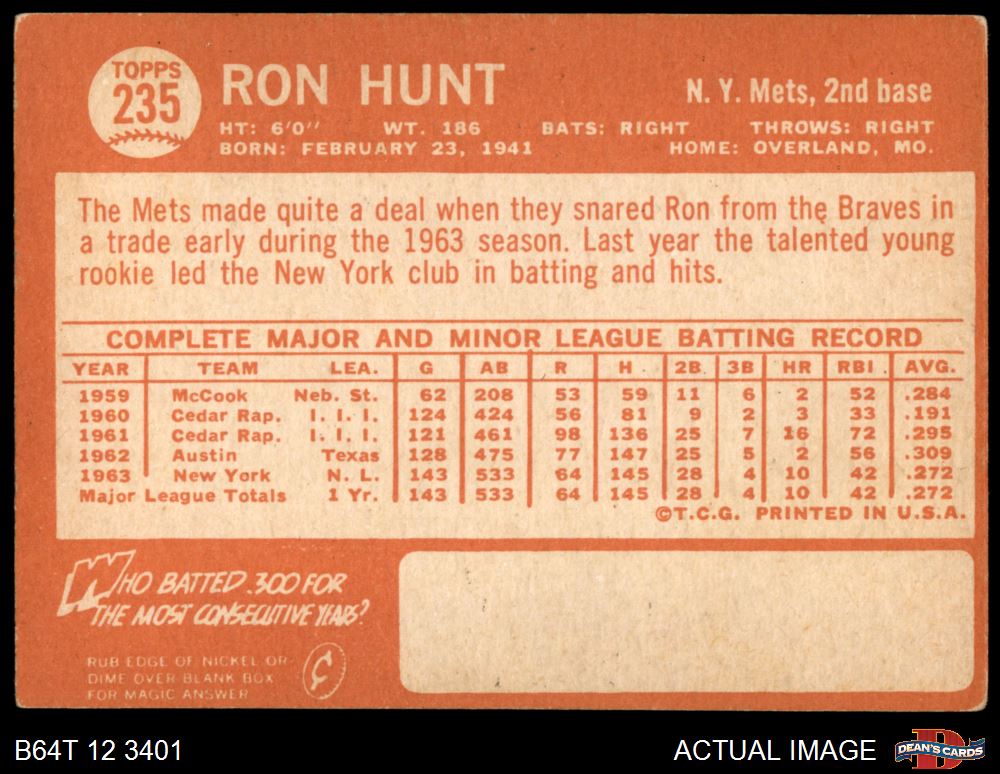 TOPPS
235
RON HUNT
N. Y. Mets, 2nd base
HT: 6'0" WT. 186 BATS: RIGHT THROWS: RIGHT
BORN: FEBRUARY 23, 1941 HOME: OVERLAND, MO.
The Mets made quite a deal when they snared Ron from the Braves in
a trade early during the 1963 season. Last year the talented young
rookie led the New York club in batting and hits.
COMPLETE MAJOR AND MINOR LEAGUE BATTING RECORD
YEAR TEAM LEA. G AB R H 2B 3B HR RBI AVG.
1959 McCook Neb. St. 62 208 53 59 11 6 2 52 .284
1960 Cedar Rap. I. I. I. 124 424 56 81 9 2 3 33 .191
1961 Cedar Rap. I. I. I. 121 461 98 136 25 7 16 72 .295
1962 Austin Texas 128 475 77 147 25 5 2 56 .309
1963 New York N. L. 143 533 64 145 28 4 10 42 .272
Major League Totals 1 Yr. 143 533 64 145 28 4 10 42 .272
©T.C.G. PRINTED IN U.S.A.
WHO BATTED .300 FOR
THE MOST CONSECUTIVE YEARS?
RUB EDGE OF NICKEL OR
DIME OVER BLANK BOX
FOR MAGIC ANSWER
¢
B64T 12 3401
ACTUAL IMAGE
DEAN'S CARDS